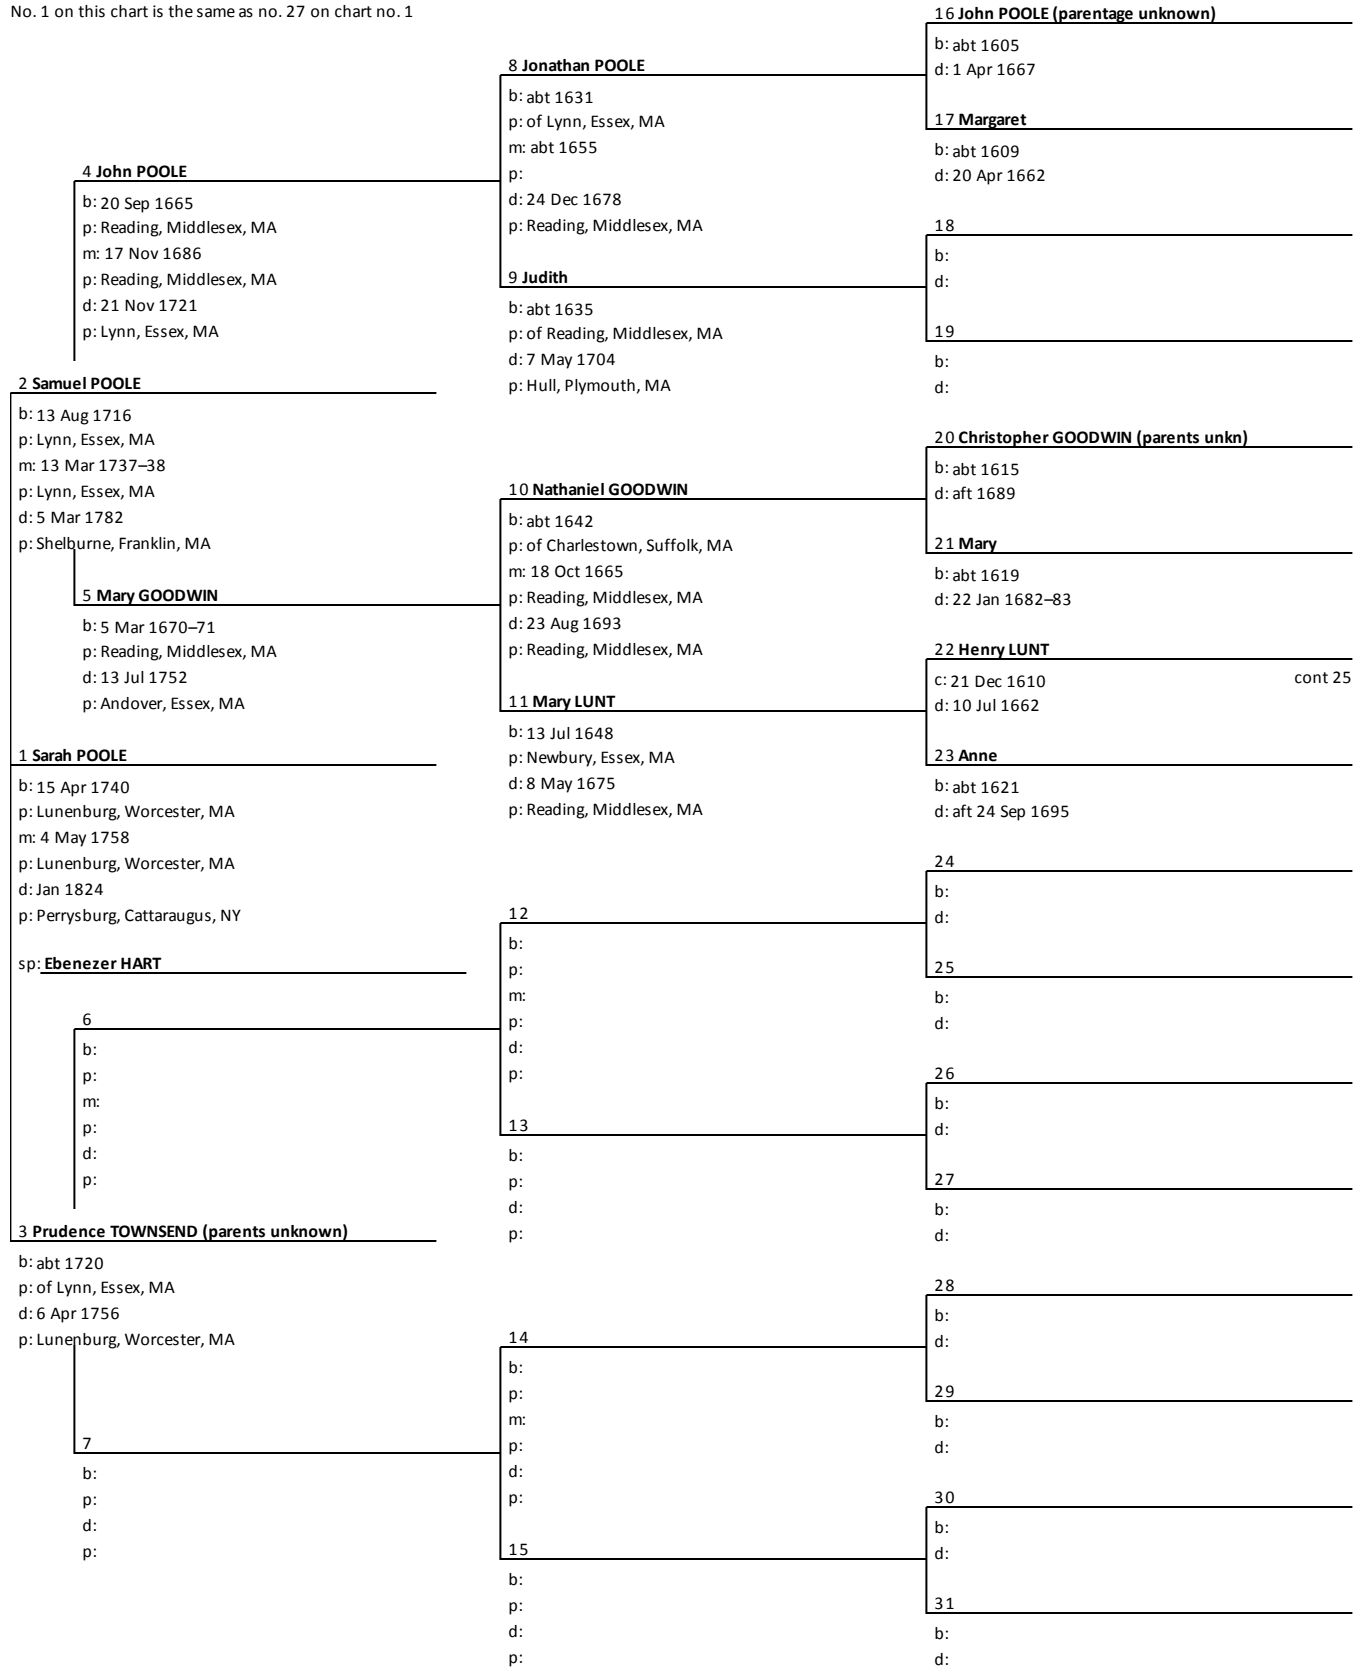 No. 1 on this chart is the same as no. 27 on chart no. 1
16 John POOLE (parentage unknown)
b: abt 1605
d: 1 Apr 1667
8 Jonathan POOLE
b: abt 1631
p: of Lynn, Essex, MA
m: abt 1655
p:
d: 24 Dec 1678
p: Reading, Middlesex, MA
17 Margaret
b: abt 1609
d: 20 Apr 1662
4 John POOLE
b: 20 Sep 1665
p: Reading, Middlesex, MA
m: 17 Nov 1686
p: Reading, Middlesex, MA
d: 21 Nov 1721
p: Lynn, Essex, MA
18
b:
d:
9 Judith
b: abt 1635
p: of Reading, Middlesex, MA
d: 7 May 1704
p: Hull, Plymouth, MA
19
b:
d:
2 Samuel POOLE
b: 13 Aug 1716
p: Lynn, Essex, MA
m: 13 Mar 1737–38
p: Lynn, Essex, MA
d: 5 Mar 1782
p: Shelburne, Franklin, MA
20 Christopher GOODWIN (parents unkn)
b: abt 1615
d: aft 1689
10 Nathaniel GOODWIN
b: abt 1642
p: of Charlestown, Suffolk, MA
m: 18 Oct 1665
p: Reading, Middlesex, MA
d: 23 Aug 1693
p: Reading, Middlesex, MA
21 Mary
b: abt 1619
d: 22 Jan 1682–83
5 Mary GOODWIN
b: 5 Mar 1670–71
p: Reading, Middlesex, MA
d: 13 Jul 1752
p: Andover, Essex, MA
22 Henry LUNT
c: 21 Dec 1610 cont 25
d: 10 Jul 1662
11 Mary LUNT
b: 13 Jul 1648
p: Newbury, Essex, MA
d: 8 May 1675
p: Reading, Middlesex, MA
23 Anne
b: abt 1621
d: aft 24 Sep 1695
1 Sarah POOLE
b: 15 Apr 1740
p: Lunenburg, Worcester, MA
m: 4 May 1758
p: Lunenburg, Worcester, MA
d: Jan 1824
p: Perrysburg, Cattaraugus, NY
sp: Ebenezer HART
24
b:
d:
12
b:
p:
m:
p:
d:
p:
25
b:
d:
6
b:
p:
m:
p:
d:
p:
26
b:
d:
13
b:
p:
d:
p:
27
b:
d:
3 Prudence TOWNSEND (parents unknown)
b: abt 1720
p: of Lynn, Essex, MA
d: 6 Apr 1756
p: Lunenburg, Worcester, MA
28
b:
d:
14
b:
p:
m:
p:
d:
p:
29
b:
d:
7
b:
p:
d:
p:
30
b:
d:
15
b:
p:
d:
p:
31
b:
d: